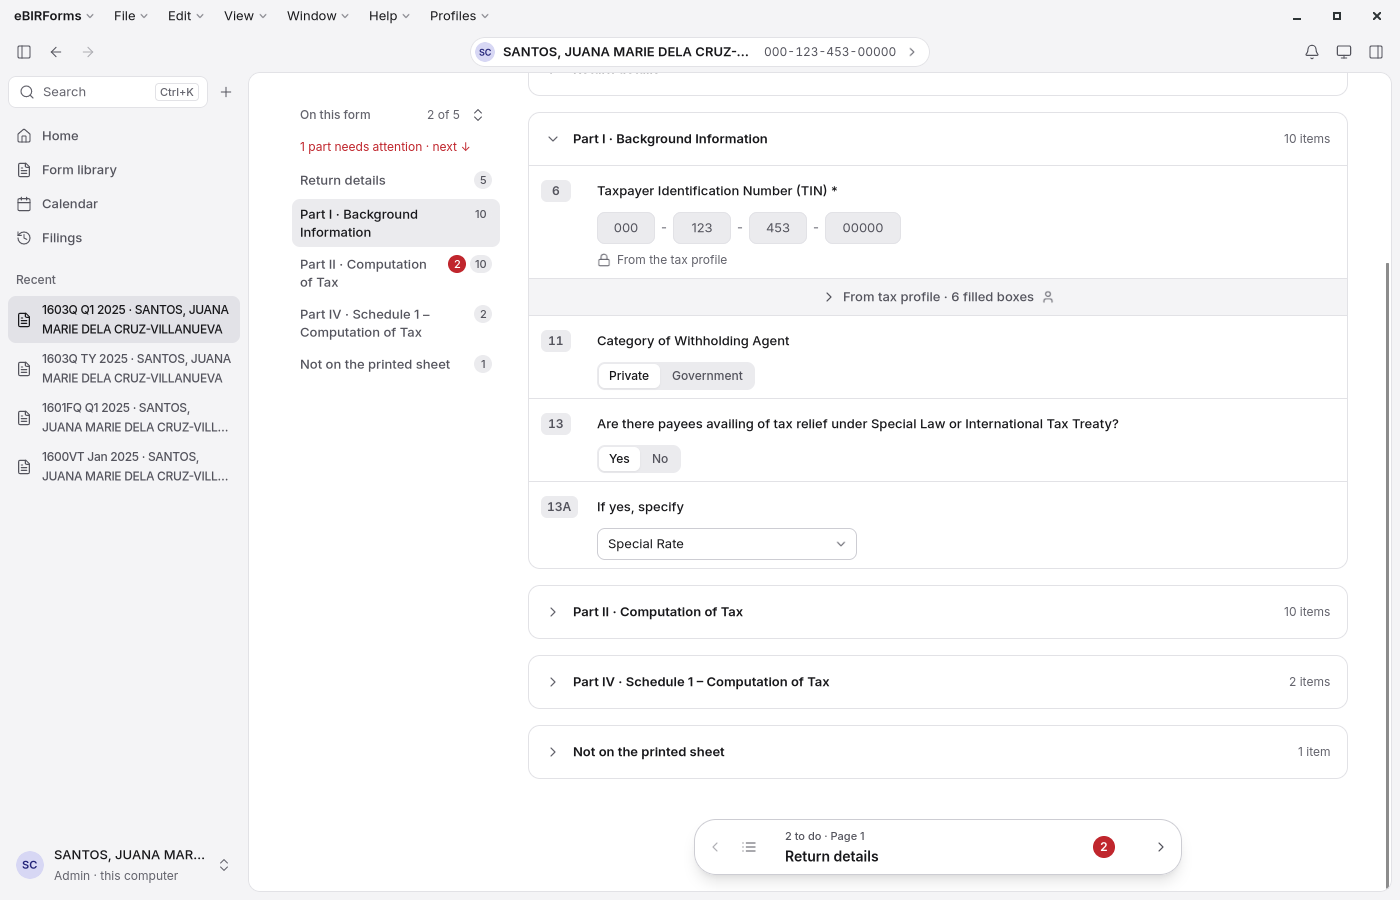 eBIRForms File Edit View Window Help Profiles
SC SANTOS, JUANA MARIE DELA CRUZ-... 000-123-453-00000
Search Ctrl+K
Home
Form library
Calendar
Filings
Recent
1603Q Q1 2025 · SANTOS, JUANA
MARIE DELA CRUZ-VILLANUEVA
1603Q TY 2025 · SANTOS, JUANA
MARIE DELA CRUZ-VILLANUEVA
1601FQ Q1 2025 · SANTOS,
JUANA MARIE DELA CRUZ-VILL...
1600VT Jan 2025 · SANTOS,
JUANA MARIE DELA CRUZ-VILL...
SC SANTOS, JUANA MAR...
Admin · this computer
On this form 2 of 5
1 part needs attention · next ↓
Return details 5
Part I · Background
Information 10
Part II · Computation
of Tax 2 10
Part IV · Schedule 1 –
Computation of Tax 2
Not on the printed sheet 1
Part I · Background Information 10 items
6 Taxpayer Identification Number (TIN) *
000 - 123 - 453 - 00000
From the tax profile
From tax profile · 6 filled boxes
11 Category of Withholding Agent
Private Government
13 Are there payees availing of tax relief under Special Law or International Tax Treaty?
Yes No
13A If yes, specify
Special Rate
Part II · Computation of Tax 10 items
Part IV · Schedule 1 – Computation of Tax 2 items
Not on the printed sheet 1 item
2 to do · Page 1
Return details 2